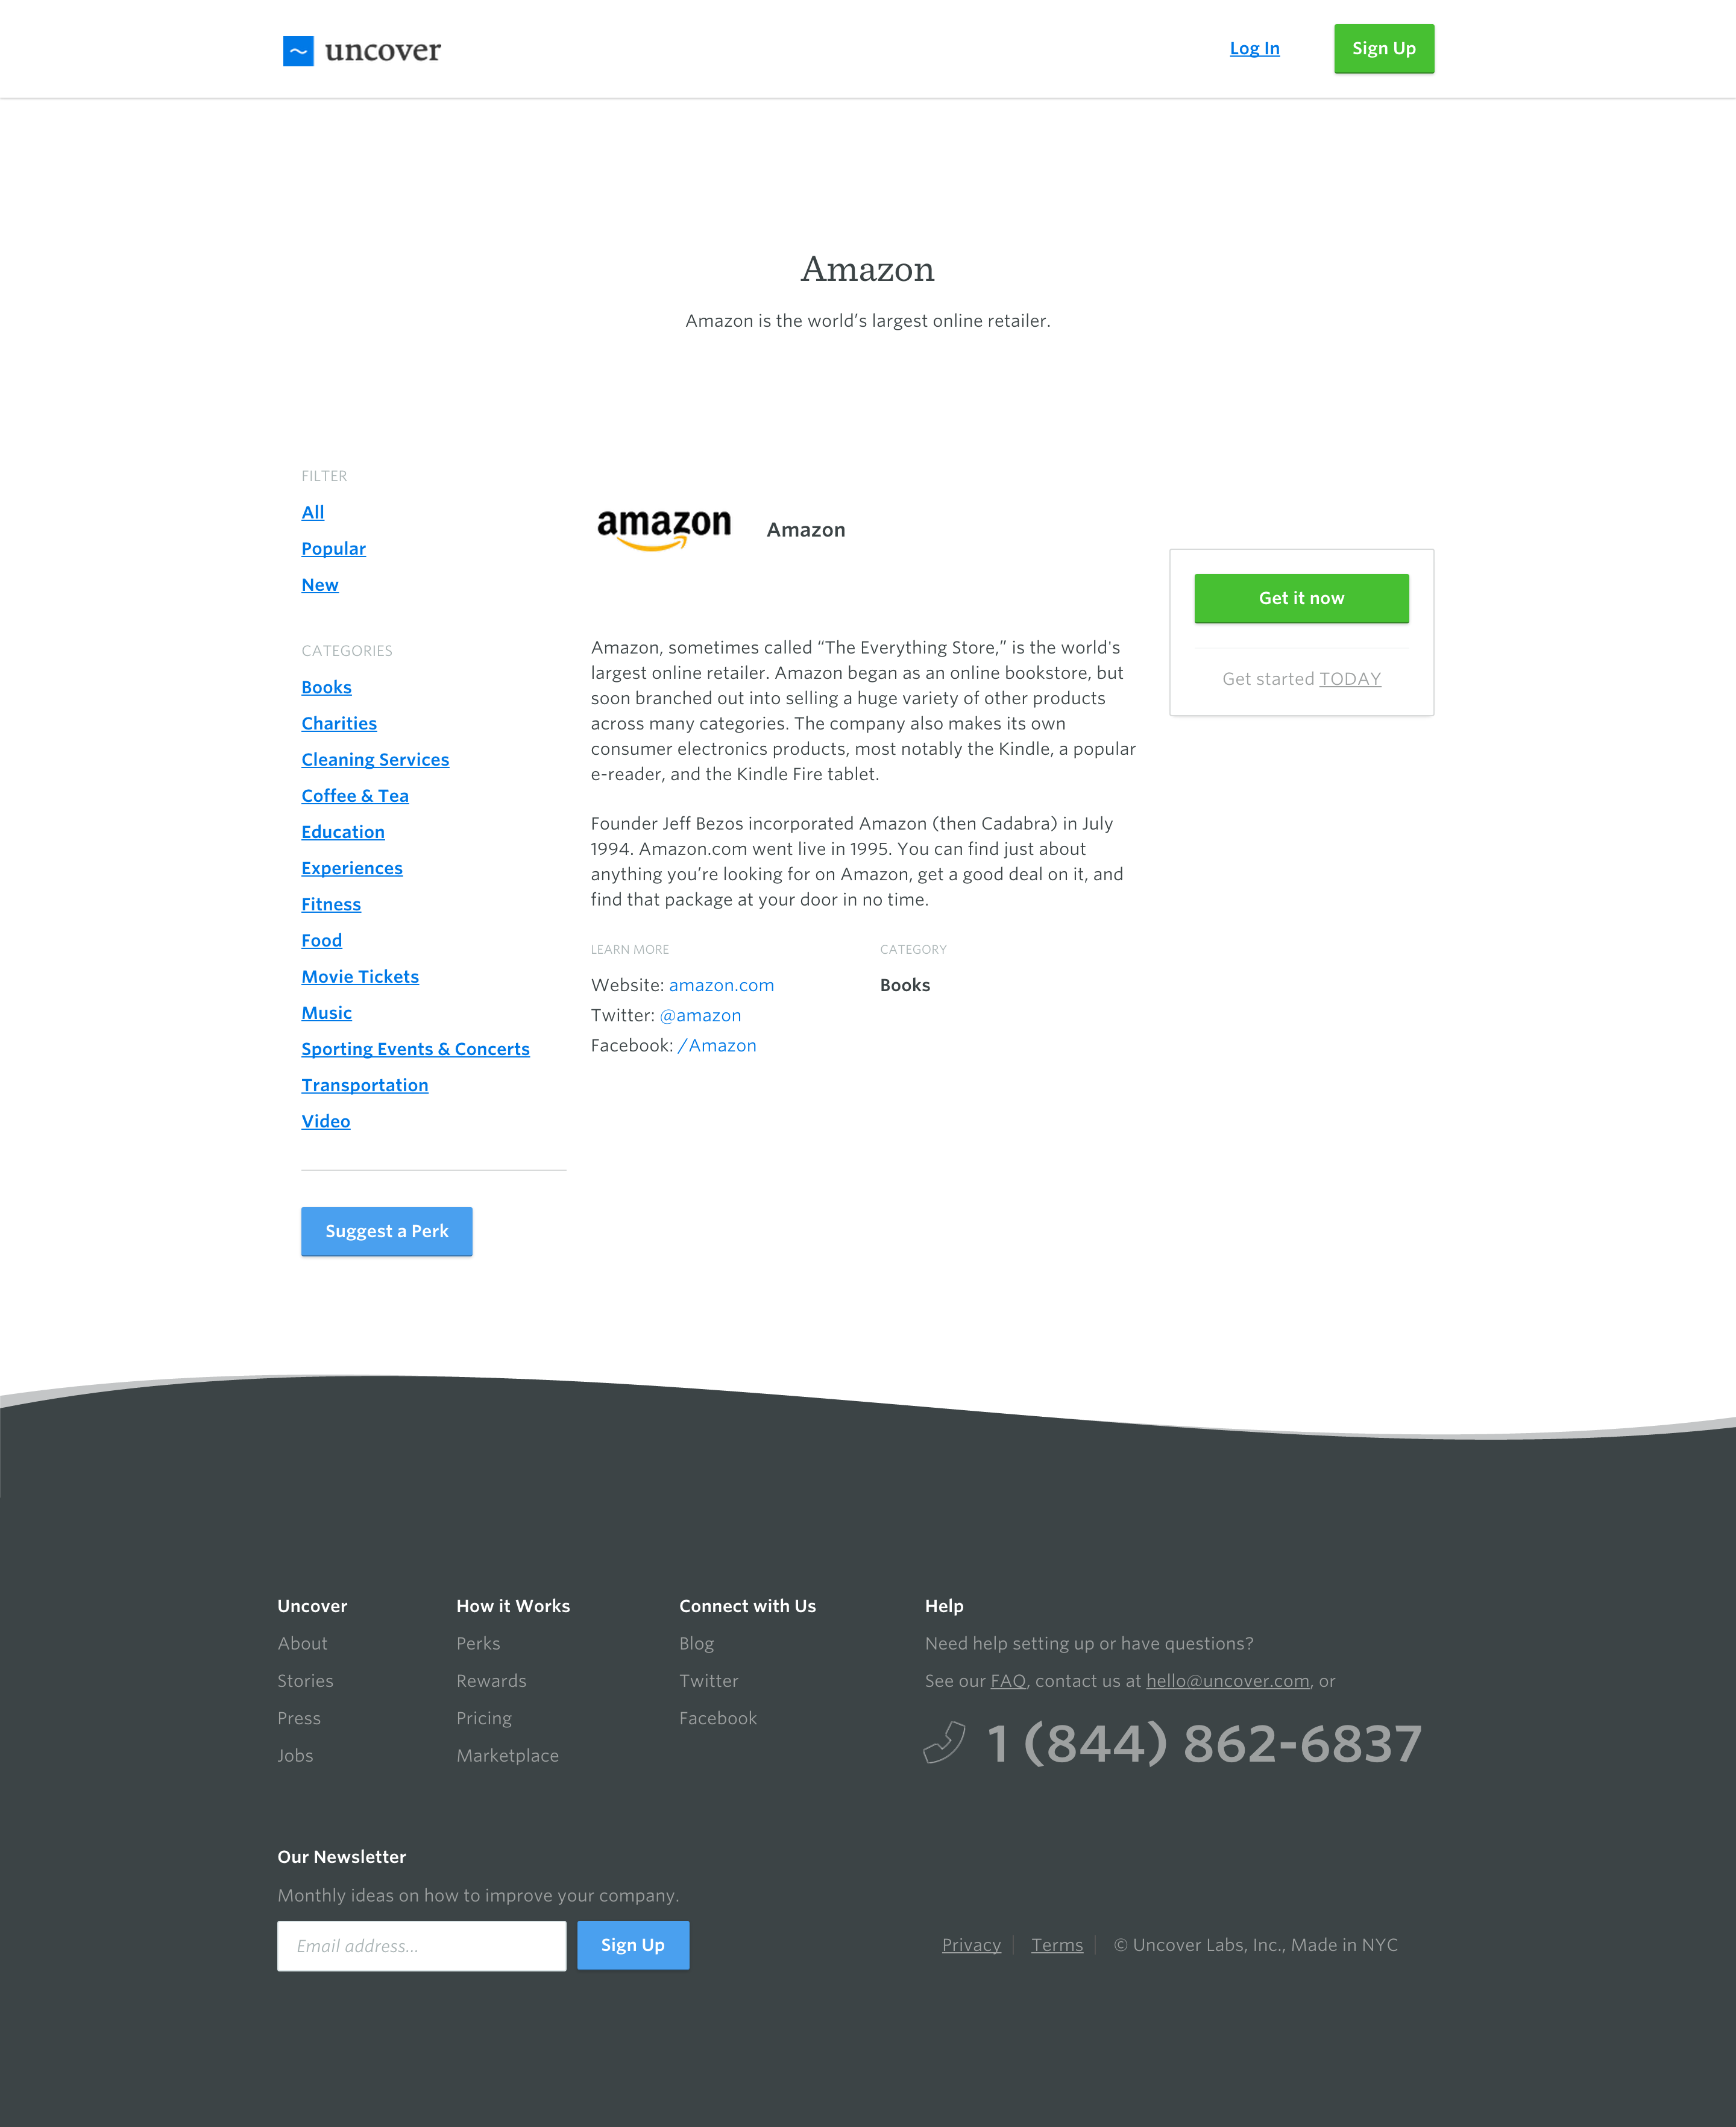 uncover
Log In
Sign Up
Amazon
Amazon is the world’s largest online retailer.
FILTER
All
Popular
New
CATEGORIES
Books
Charities
Cleaning Services
Coffee & Tea
Education
Experiences
Fitness
Food
Movie Tickets
Music
Sporting Events & Concerts
Transportation
Video
Suggest a Perk
amazon
Amazon
Amazon, sometimes called “The Everything Store,” is the world's
largest online retailer. Amazon began as an online bookstore, but
soon branched out into selling a huge variety of other products
across many categories. The company also makes its own
consumer electronics products, most notably the Kindle, a popular
e-reader, and the Kindle Fire tablet.
Founder Jeff Bezos incorporated Amazon (then Cadabra) in July
1994. Amazon.com went live in 1995. You can find just about
anything you’re looking for on Amazon, get a good deal on it, and
find that package at your door in no time.
LEARN MORE
Website: amazon.com
Twitter: @amazon
Facebook: /Amazon
CATEGORY
Books
Get it now
Get started TODAY
Uncover
About
Stories
Press
Jobs
How it Works
Perks
Rewards
Pricing
Marketplace
Connect with Us
Blog
Twitter
Facebook
Help
Need help setting up or have questions?
See our FAQ, contact us at hello@uncover.com, or
1 (844) 862-6837
Our Newsletter
Monthly ideas on how to improve your company.
Email address...
Sign Up
Privacy
Terms
© Uncover Labs, Inc., Made in NYC